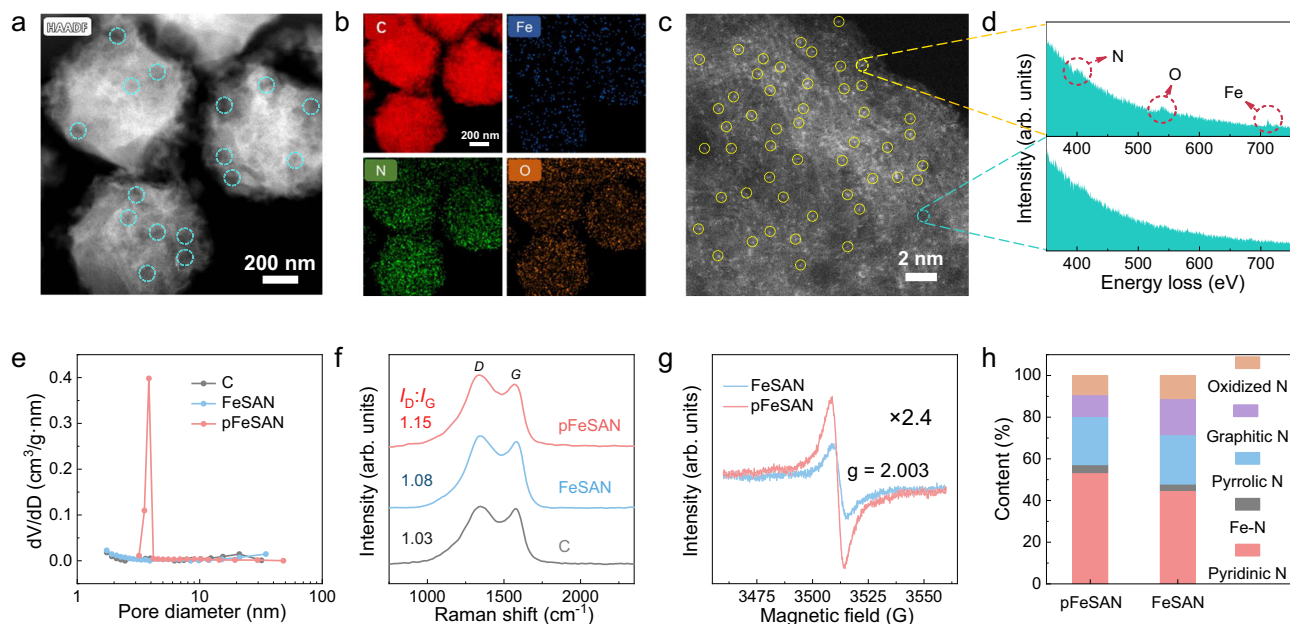 a
HAADF
200 nm
b
C
Fe
200 nm
N
O
c
2 nm
d
N
O
Fe
400 500 600 700
Intensity (arb. units)
400 500 600 700
Energy loss (eV)
e
0.4
0.3
0.2
0.1
0.0
dV/dD (cm³/g·nm)
C
FeSAN
pFeSAN
1 10 100
Pore diameter (nm)
f
D G
I_D:I_G
1.15
pFeSAN
1.08
FeSAN
1.03
C
Intensity (arb. units)
1000 1500 2000
Raman shift (cm⁻¹)
g
FeSAN
pFeSAN
×2.4
g = 2.003
Intensity (arb. units)
3475 3500 3525 3550
Magnetic field (G)
h
100
80
60
40
20
0
Content (%)
Oxidized N
Graphitic N
Pyrrolic N
Fe-N
Pyridinic N
pFeSAN FeSAN